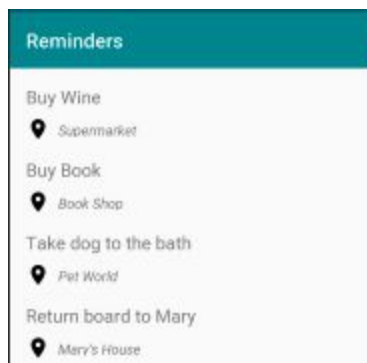 Reminders
Buy Wine
Supermarket
Buy Book
Book Shop
Take dog to the bath
Pet World
Return board to Mary
Mary's House